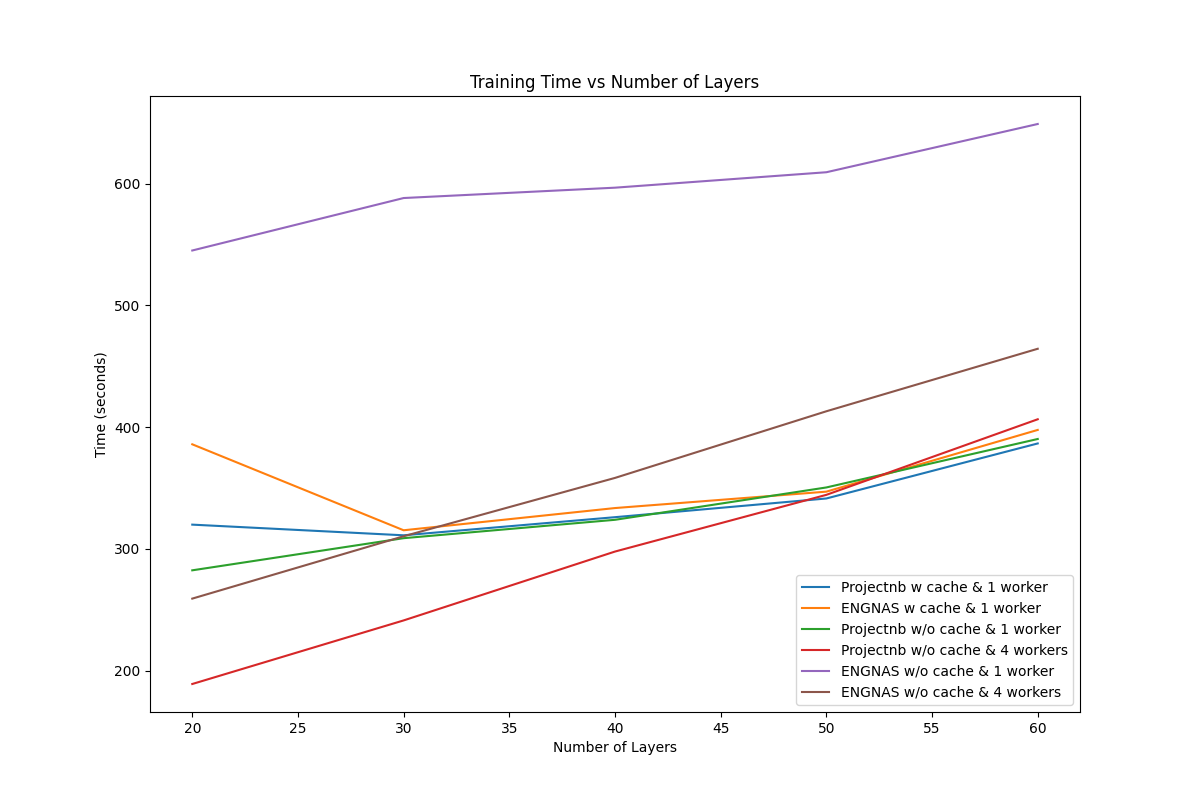 Training Time vs Number of Layers
Time (seconds)
600
500
400
300
200
20 25 30 35 40 45 50 55 60
Number of Layers
Projectnb w cache & 1 worker
ENGNAS w cache & 1 worker
Projectnb w/o cache & 1 worker
Projectnb w/o cache & 4 workers
ENGNAS w/o cache & 1 worker
ENGNAS w/o cache & 4 workers